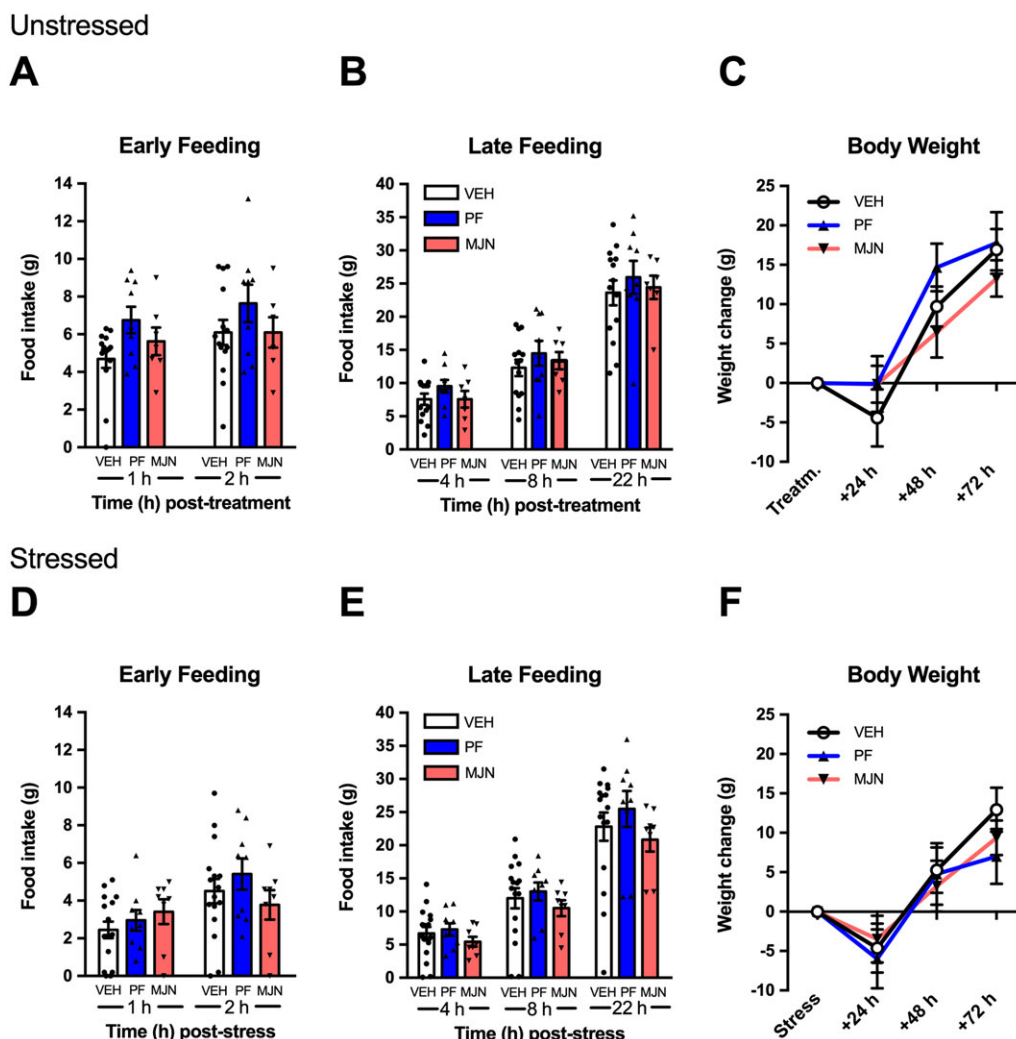 Unstressed
A
B
C
Early Feeding
Late Feeding
Body Weight
Food intake (g)
14
12
10
8
6
4
2
0
VEH PF MJN VEH PF MJN
1 h 2 h
Time (h) post-treatment
Food intake (g)
40
35
30
25
20
15
10
5
0
VEH
PF
MJN
VEH PF MJN VEH PF MJN VEH PF MJN
4 h 8 h 22 h
Time (h) post-treatment
Weight change (g)
25
20
15
10
5
0
-5
-10
VEH
PF
MJN
Treatm. +24 h +48 h +72 h
Stressed
D
E
F
Early Feeding
Late Feeding
Body Weight
Food intake (g)
14
12
10
8
6
4
2
0
VEH PF MJN VEH PF MJN
1 h 2 h
Time (h) post-stress
Food intake (g)
40
35
30
25
20
15
10
5
0
VEH
PF
MJN
VEH PF MJN VEH PF MJN VEH PF MJN
4 h 8 h 22 h
Time (h) post-stress
Weight change (g)
25
20
15
10
5
0
-5
-10
VEH
PF
MJN
Stress +24 h +48 h +72 h